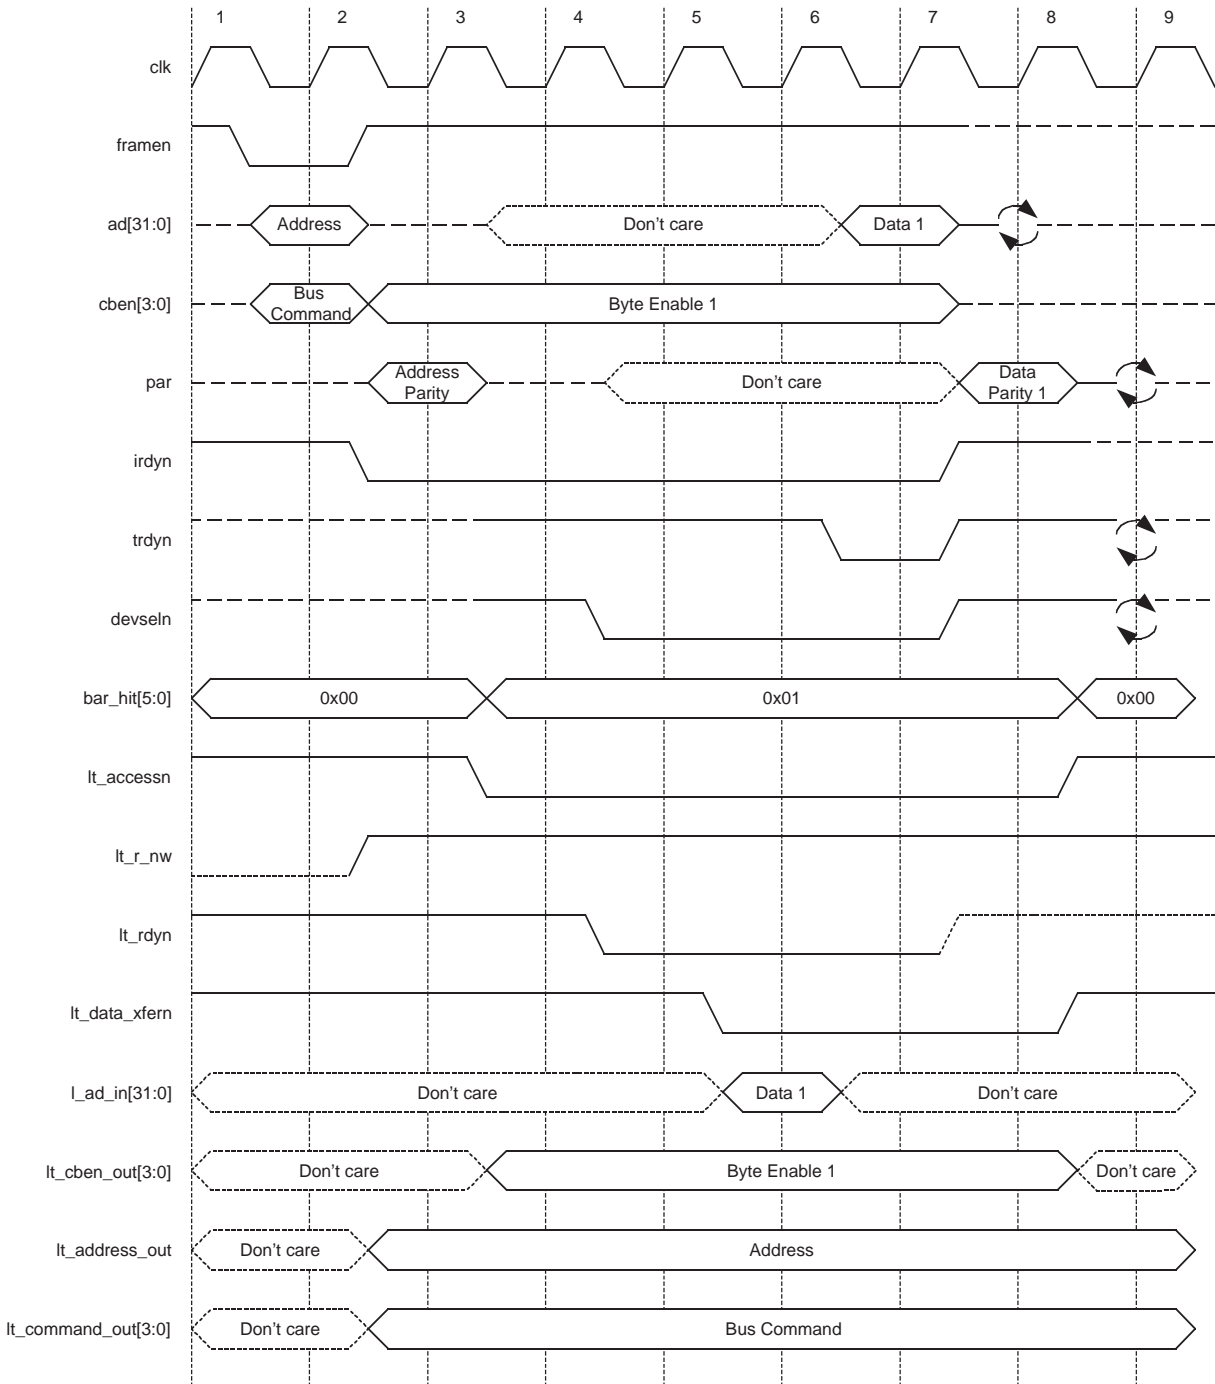 1 2 3 4 5 6 7 8 9
clk
framen
ad[31:0] Address Don't care Data 1
cben[3:0] Bus Command Byte Enable 1
par Address Parity Don't care Data Parity 1
irdyn
trdyn
devseln
bar_hit[5:0] 0x00 0x01 0x00
lt_accessn
lt_r_nw
lt_rdyn
lt_data_xfern
l_ad_in[31:0] Don't care Data 1 Don't care
lt_cben_out[3:0] Don't care Byte Enable 1 Don't care
lt_address_out Don't care Address
lt_command_out[3:0] Don't care Bus Command